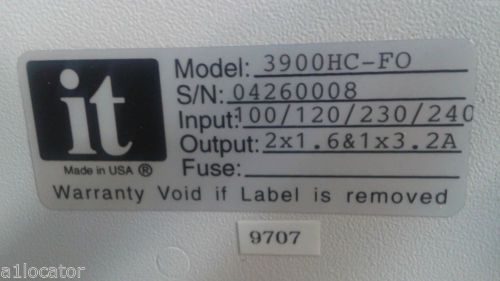 it
Made in USA ®
Model: 3900HC-FO
S/N: 04260008
Input: 100/120/230/240
Output: 2x1.6&1x3.2A
Fuse:
Warranty Void if Label is removed
9707
a1locator